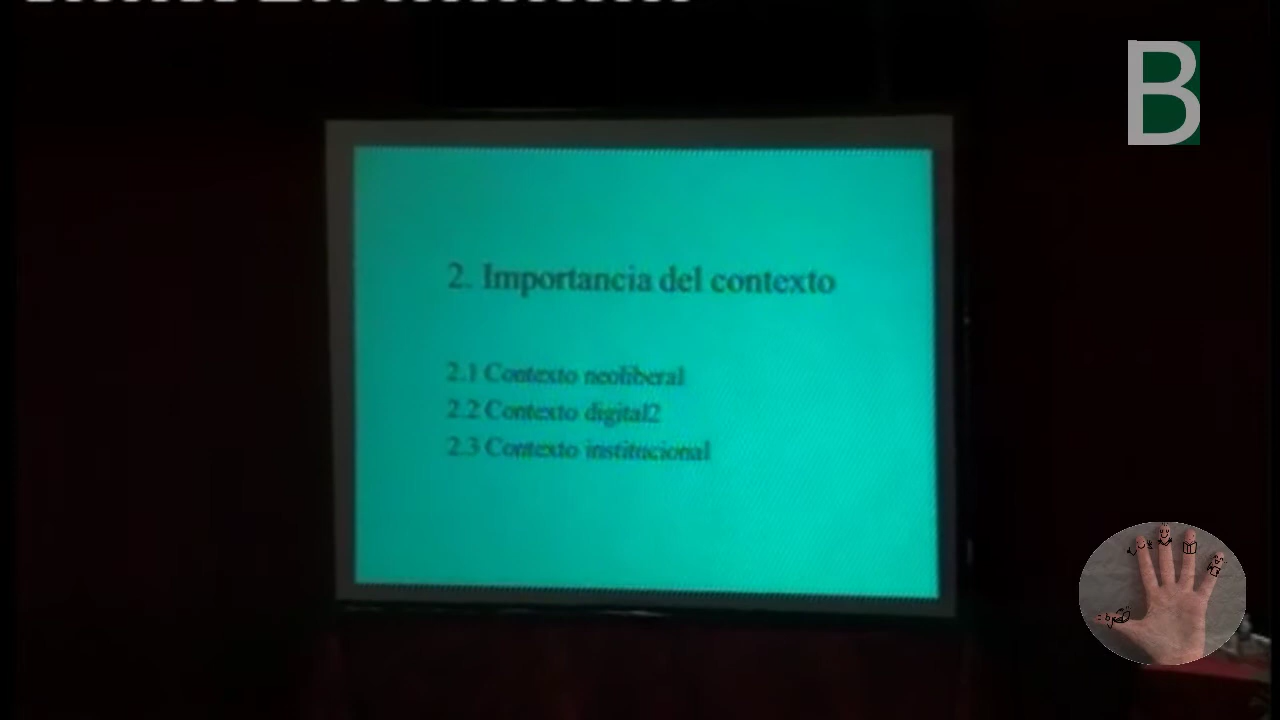 B
2. Importancia del contexto
2.1 Contexto neoliberal
2.2 Contexto digital2
2.3 Contexto institucional